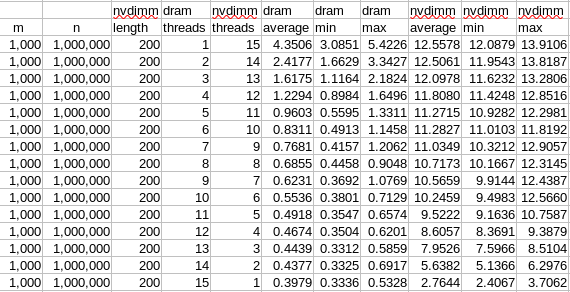 nvdimm dram nvdimm dram dram dram nvdimm nvdimm nvdimm
m n length threads threads average min max average min max
1,000 1,000,000 200 1 15 4.3506 3.0851 5.4226 12.5578 12.0879 13.9106
1,000 1,000,000 200 2 14 2.4177 1.6629 3.3427 12.5061 11.9543 13.8187
1,000 1,000,000 200 3 13 1.6175 1.1164 2.1824 12.0978 11.6232 13.2806
1,000 1,000,000 200 4 12 1.2294 0.8984 1.6496 11.8080 11.4248 12.8516
1,000 1,000,000 200 5 11 0.9603 0.5595 1.3311 11.2715 10.9282 12.2981
1,000 1,000,000 200 6 10 0.8311 0.4913 1.1458 11.2827 11.0103 11.8192
1,000 1,000,000 200 7 9 0.7681 0.4157 1.2062 11.0349 10.3212 12.9057
1,000 1,000,000 200 8 8 0.6855 0.4458 0.9048 10.7173 10.1667 12.3145
1,000 1,000,000 200 9 7 0.6231 0.3692 1.0769 10.5659 9.9144 12.4387
1,000 1,000,000 200 10 6 0.5536 0.3801 0.7129 10.2459 9.4983 12.5660
1,000 1,000,000 200 11 5 0.4918 0.3547 0.6574 9.5222 9.1636 10.7587
1,000 1,000,000 200 12 4 0.4674 0.3504 0.6201 8.6057 8.3691 9.3879
1,000 1,000,000 200 13 3 0.4439 0.3312 0.5859 7.9526 7.5966 8.5104
1,000 1,000,000 200 14 2 0.4377 0.3325 0.6917 5.6382 5.1366 6.2976
1,000 1,000,000 200 15 1 0.3979 0.3336 0.5328 2.7644 2.4067 3.7062